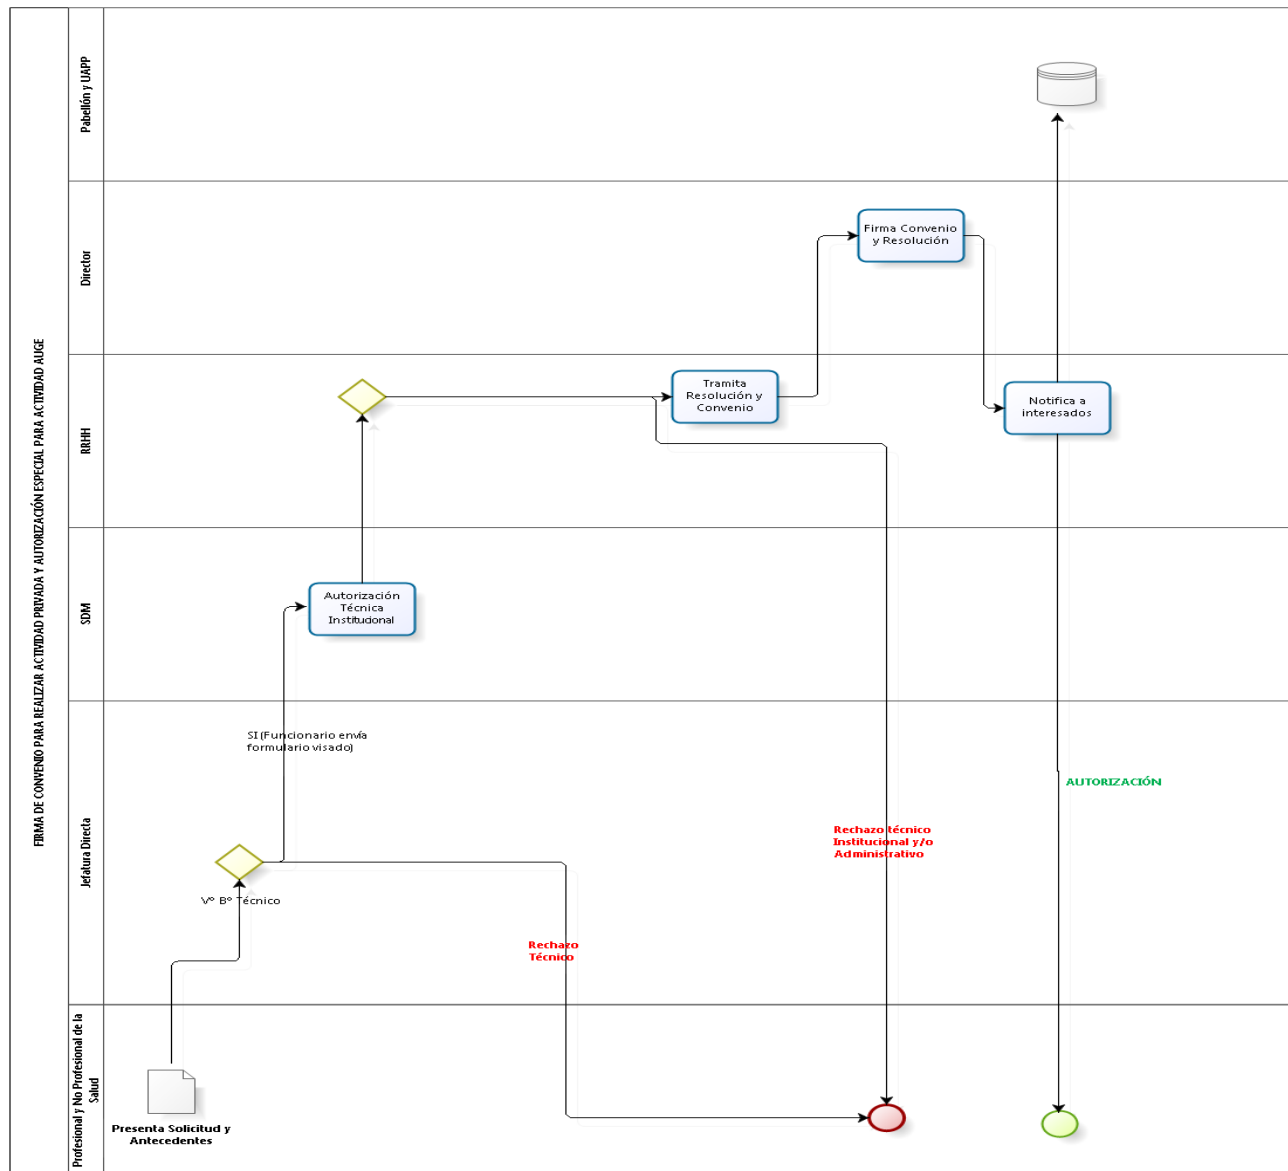 FIRMA DE CONVENIO PARA REALIZAR ACTIVIDAD PRIVADA Y AUTORIZACIÓN ESPECIAL PARA ACTIVIDAD AUGE
Pabellón y UAPP
Director
Firma Convenio
y Resolución
RRHH
Tramita
Resolución y
Convenio
Notifica a
interesados
SDM
Autorización
Técnica
Institucional
Jefatura Directa
SI (Funcionario envía
formulario visado)
Vº Bº Técnico
Rechazo
Técnico
Rechazo técnico
Institucional y/o
Administrativo
AUTORIZACIÓN
Profesional y No Profesional de la
Salud
Presenta Solicitud y
Antecedentes